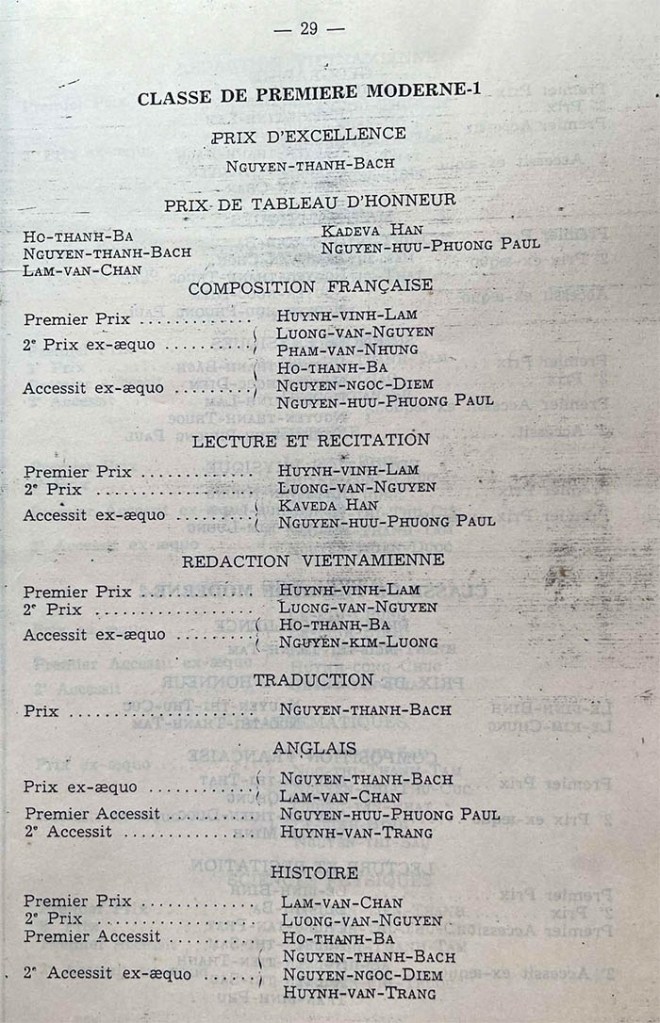 — 29 —
CLASSE DE PREMIERE MODERNE-1
PRIX D'EXCELLENCE
NGUYEN-THANH-BACH
PRIX DE TABLEAU D'HONNEUR
HO-THANH-BA
NGUYEN-THANH-BACH
LAM-VAN-CHAN
KADEVA HAN
NGUYEN-HUU-PHUONG PAUL
COMPOSITION FRANÇAISE
Premier Prix ............ HUYNH-VINH-LAM
2e Prix ex-æquo ......... ( LUONG-VAN-NGUYEN
PHAM-VAN-NHUNG
HO-THANH-BA
Accessit ex-æquo ......... NGUYEN-NGOC-DIEM
NGUYEN-HUU-PHUONG PAUL
LECTURE ET RECITATION
Premier Prix ............ HUYNH-VINH-LAM
2e Prix ................. LUONG-VAN-NGUYEN
Accessit ex-æquo ......... ( KAVEDA HAN
NGUYEN-HUU-PHUONG PAUL
REDACTION VIETNAMIENNE
Premier Prix ............ HUYNH-VINH-LAM
2e Prix ................. LUONG-VAN-NGUYEN
Accessit ex-æquo ......... ( HO-THANH-BA
NGUYEN-KIM-LUONG
TRADUCTION
Prix .................... NGUYEN-THANH-BACH
ANGLAIS
Prix ex-æquo ............ ( NGUYEN-THANH-BACH
LAM-VAN-CHAN
Premier Accessit ......... NGUYEN-HUU-PHUONG PAUL
2e Accessit ............. HUYNH-VAN-TRANG
HISTOIRE
Premier Prix ............ LAM-VAN-CHAN
2e Prix ................. LUONG-VAN-NGUYEN
Premier Accessit ......... HO-THANH-BA
NGUYEN-THANH-BACH
2e Accessit ex-æquo ...... ( NGUYEN-NGOC-DIEM
HUYNH-VAN-TRANG